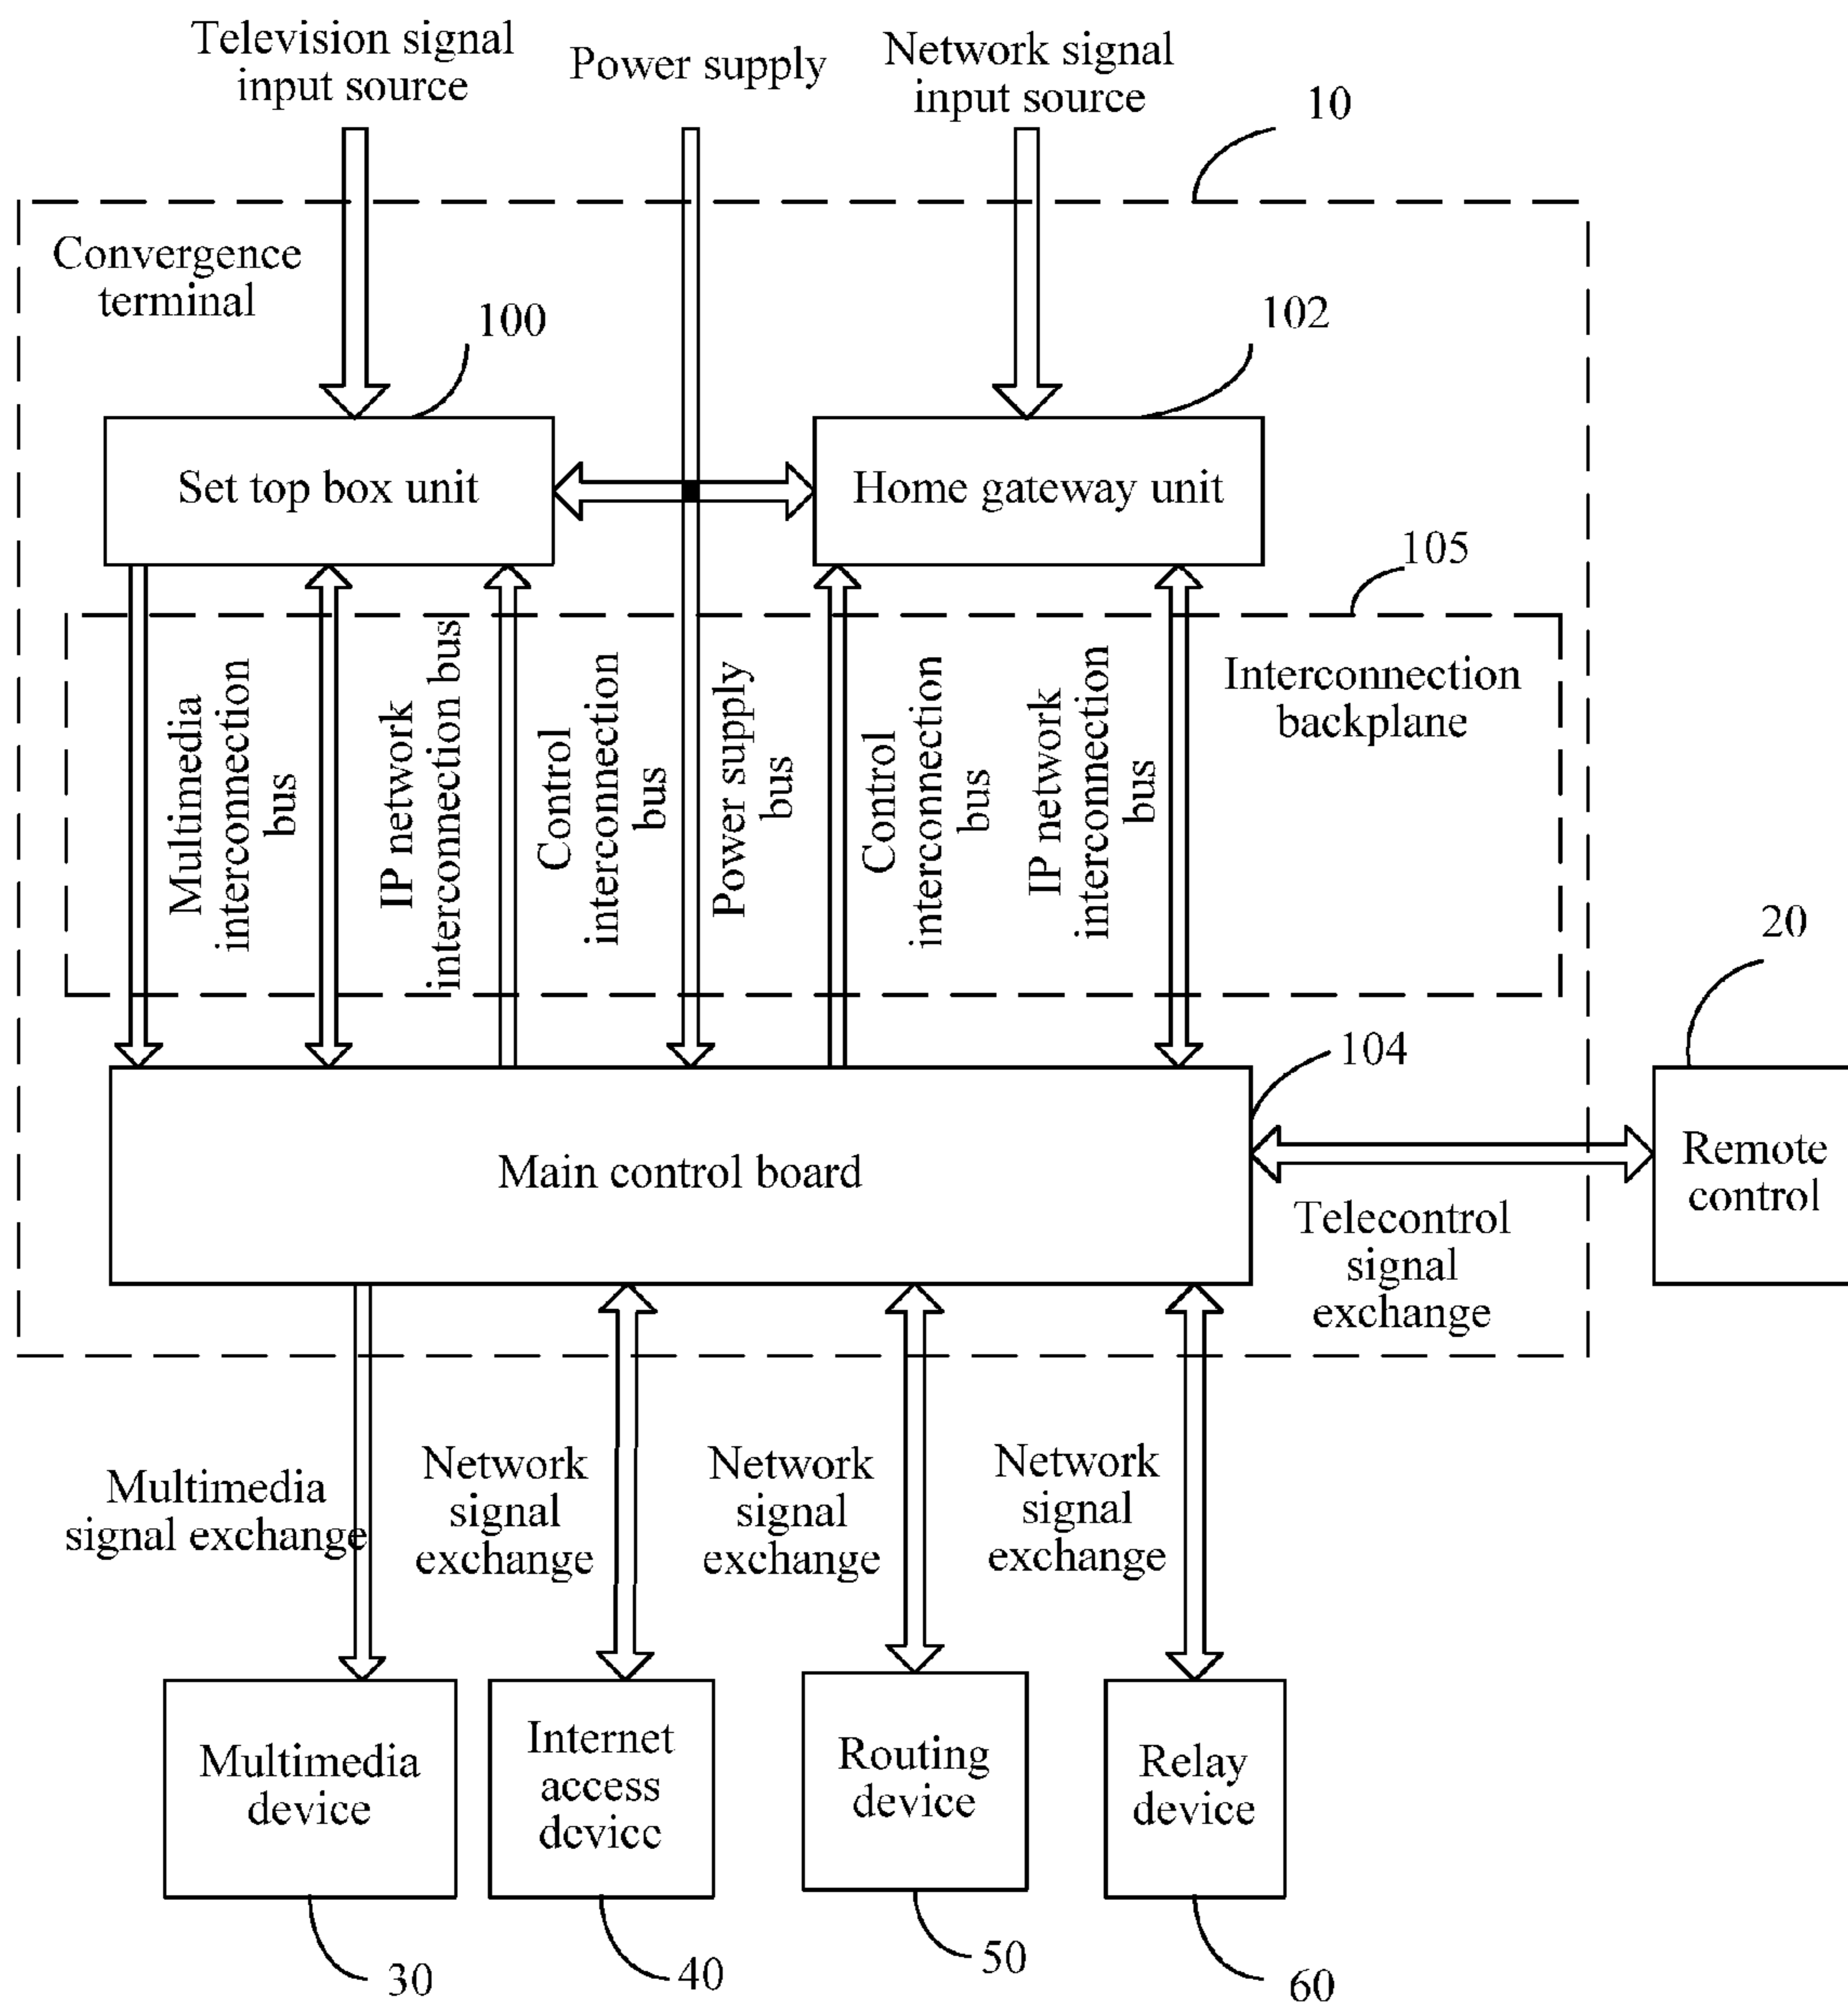 Television signal
input source
Power supply
Network signal
input source
10
Convergence
terminal
100
102
Set top box unit
Home gateway unit
105
Multimedia
interconnection
bus
IP network
interconnection bus
Control
interconnection
bus
Power supply
bus
Control
interconnection
bus
IP network
interconnection
bus
Interconnection
backplane
20
104
Main control board
Remote
control
Telecontrol
signal
exchange
Multimedia
signal exchange
Network
signal
exchange
Network
signal
exchange
Network
signal
exchange
Multimedia
device
Internet
access
device
Routing
device
Relay
device
30
40
50
60